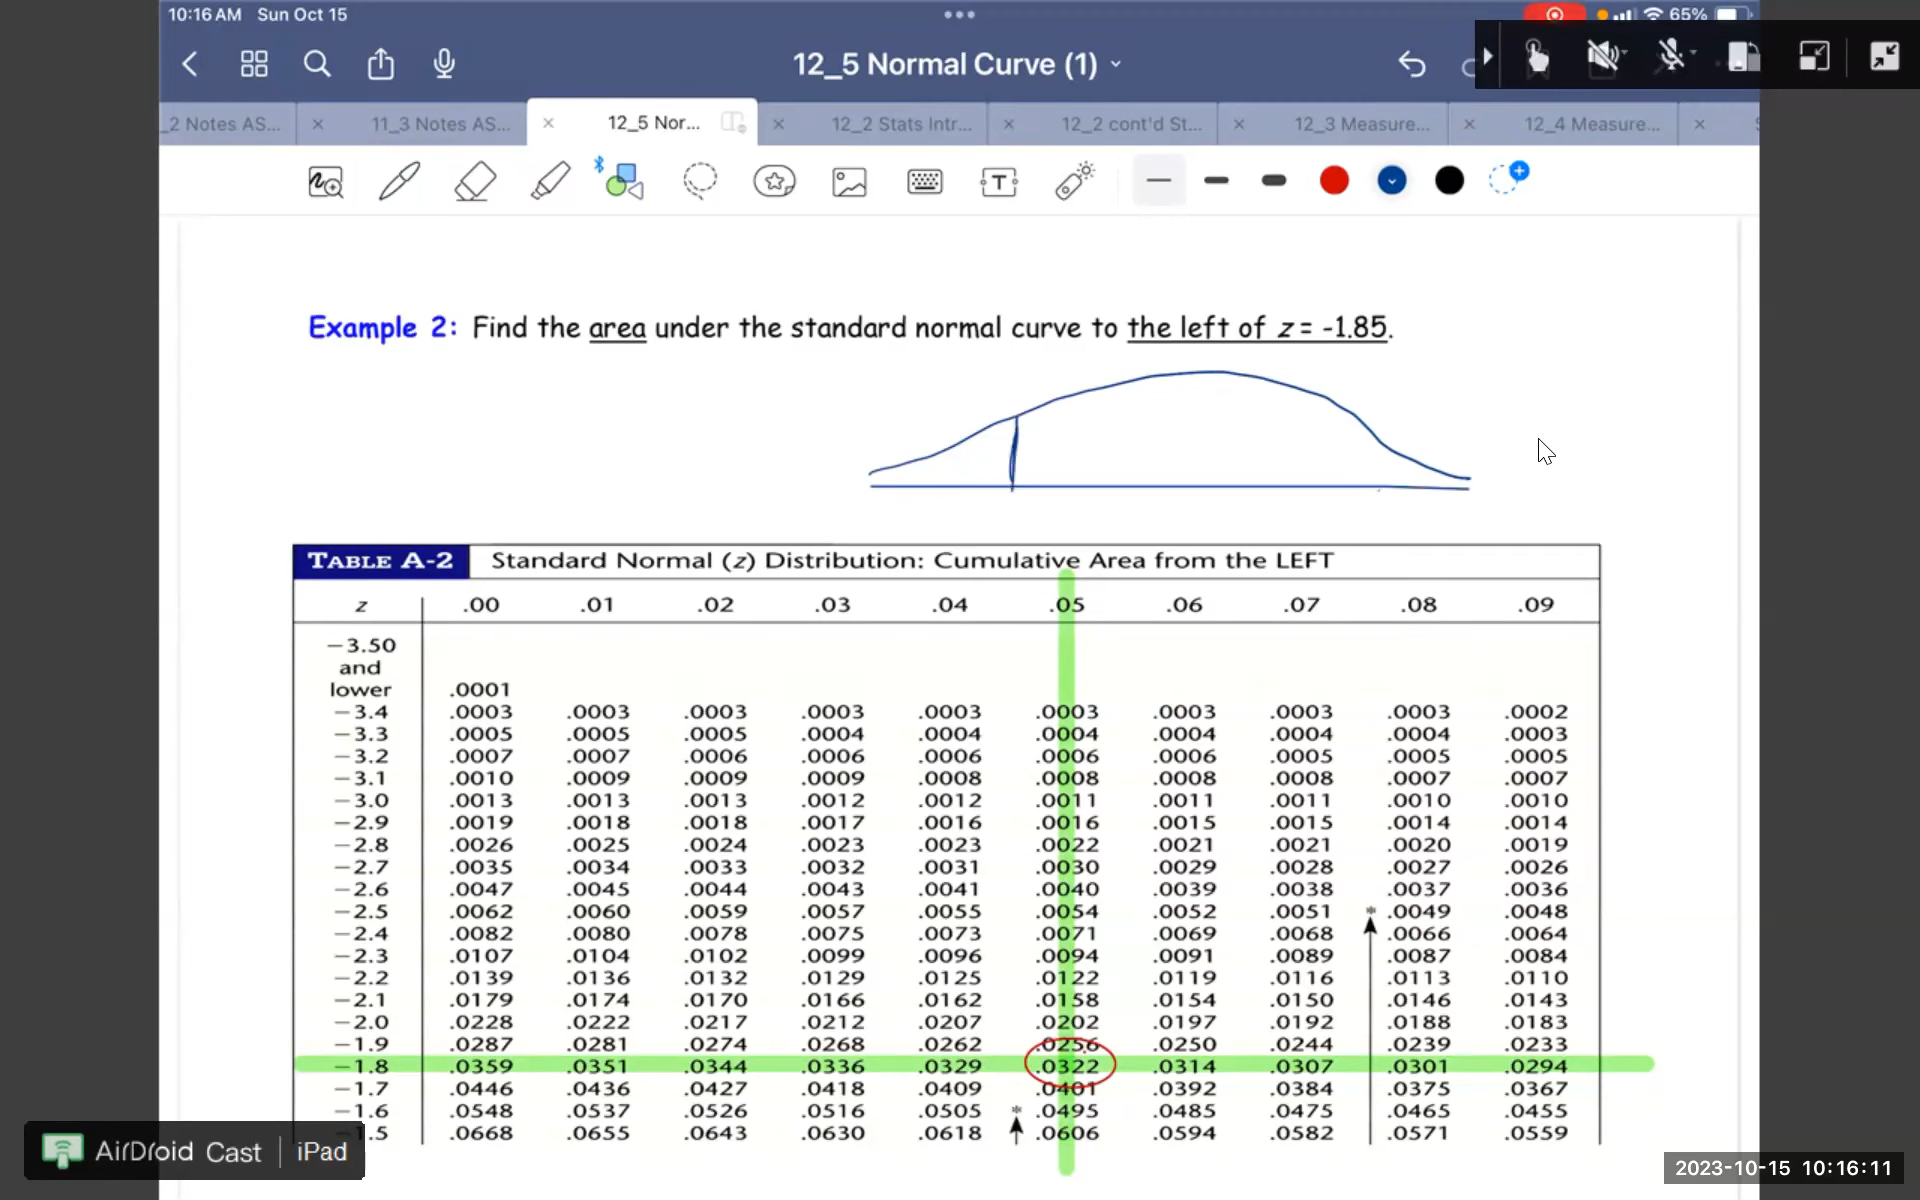 10:16 AM Sun Oct 15
65%
12_5 Normal Curve (1)
_2 Notes AS...
11_3 Notes AS...
12_5 Nor...
12_2 Stats Intr...
12_2 cont'd St...
12_3 Measure...
12_4 Measure...
Example 2: Find the area under the standard normal curve to the left of z = -1.85.
TABLE A-2 Standard Normal (z) Distribution: Cumulative Area from the LEFT
z .00 .01 .02 .03 .04 .05 .06 .07 .08 .09
−3.50
and
lower .0001
−3.4 .0003 .0003 .0003 .0003 .0003 .0003 .0003 .0003 .0003 .0002
−3.3 .0005 .0005 .0005 .0004 .0004 .0004 .0004 .0004 .0004 .0003
−3.2 .0007 .0007 .0006 .0006 .0006 .0006 .0006 .0005 .0005 .0005
−3.1 .0010 .0009 .0009 .0009 .0008 .0008 .0008 .0008 .0007 .0007
−3.0 .0013 .0013 .0013 .0012 .0012 .0011 .0011 .0011 .0010 .0010
−2.9 .0019 .0018 .0018 .0017 .0016 .0016 .0015 .0015 .0014 .0014
−2.8 .0026 .0025 .0024 .0023 .0023 .0022 .0021 .0021 .0020 .0019
−2.7 .0035 .0034 .0033 .0032 .0031 .0030 .0029 .0028 .0027 .0026
−2.6 .0047 .0045 .0044 .0043 .0041 .0040 .0039 .0038 .0037 .0036
−2.5 .0062 .0060 .0059 .0057 .0055 .0054 .0052 .0051 * .0049 .0048
−2.4 .0082 .0080 .0078 .0075 .0073 .0071 .0069 .0068 .0066 .0064
−2.3 .0107 .0104 .0102 .0099 .0096 .0094 .0091 .0089 .0087 .0084
−2.2 .0139 .0136 .0132 .0129 .0125 .0122 .0119 .0116 .0113 .0110
−2.1 .0179 .0174 .0170 .0166 .0162 .0158 .0154 .0150 .0146 .0143
−2.0 .0228 .0222 .0217 .0212 .0207 .0202 .0197 .0192 .0188 .0183
−1.9 .0287 .0281 .0274 .0268 .0262 .0256 .0250 .0244 .0239 .0233
−1.8 .0359 .0351 .0344 .0336 .0329 .0322 .0314 .0307 .0301 .0294
−1.7 .0446 .0436 .0427 .0418 .0409 .0401 .0392 .0384 .0375 .0367
−1.6 .0548 .0537 .0526 .0516 .0505 * .0495 .0485 .0475 .0465 .0455
1.5 .0668 .0655 .0643 .0630 .0618 .0606 .0594 .0582 .0571 .0559
AirDroid Cast iPad
2023-10-15 10:16:11